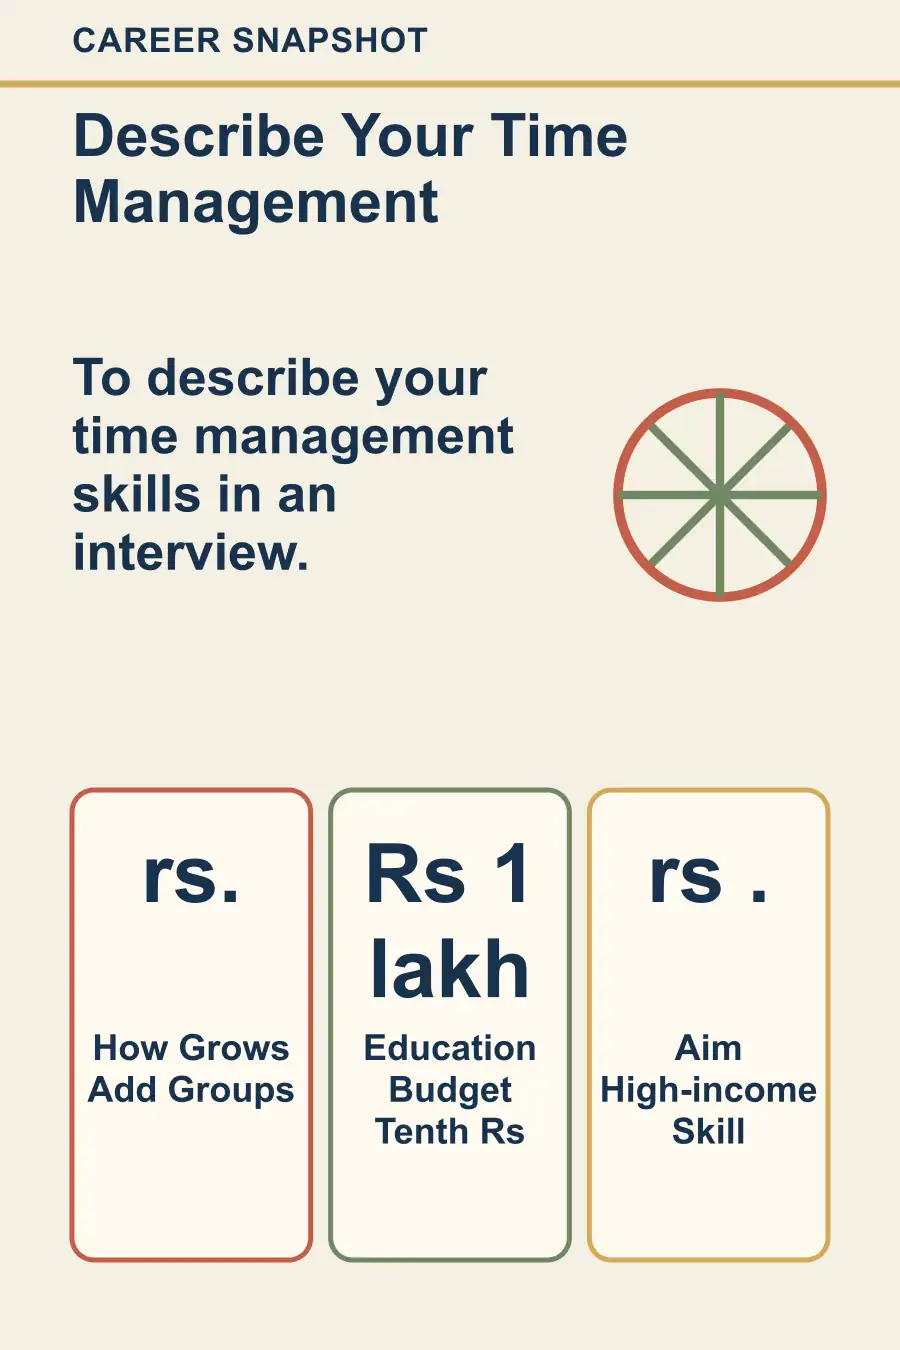 CAREER SNAPSHOT
Describe Your Time
Management
To describe your
time management
skills in an
interview.
rs.
How Grows
Add Groups
Rs 1
lakh
Education
Budget
Tenth Rs
rs .
Aim
High-income
Skill